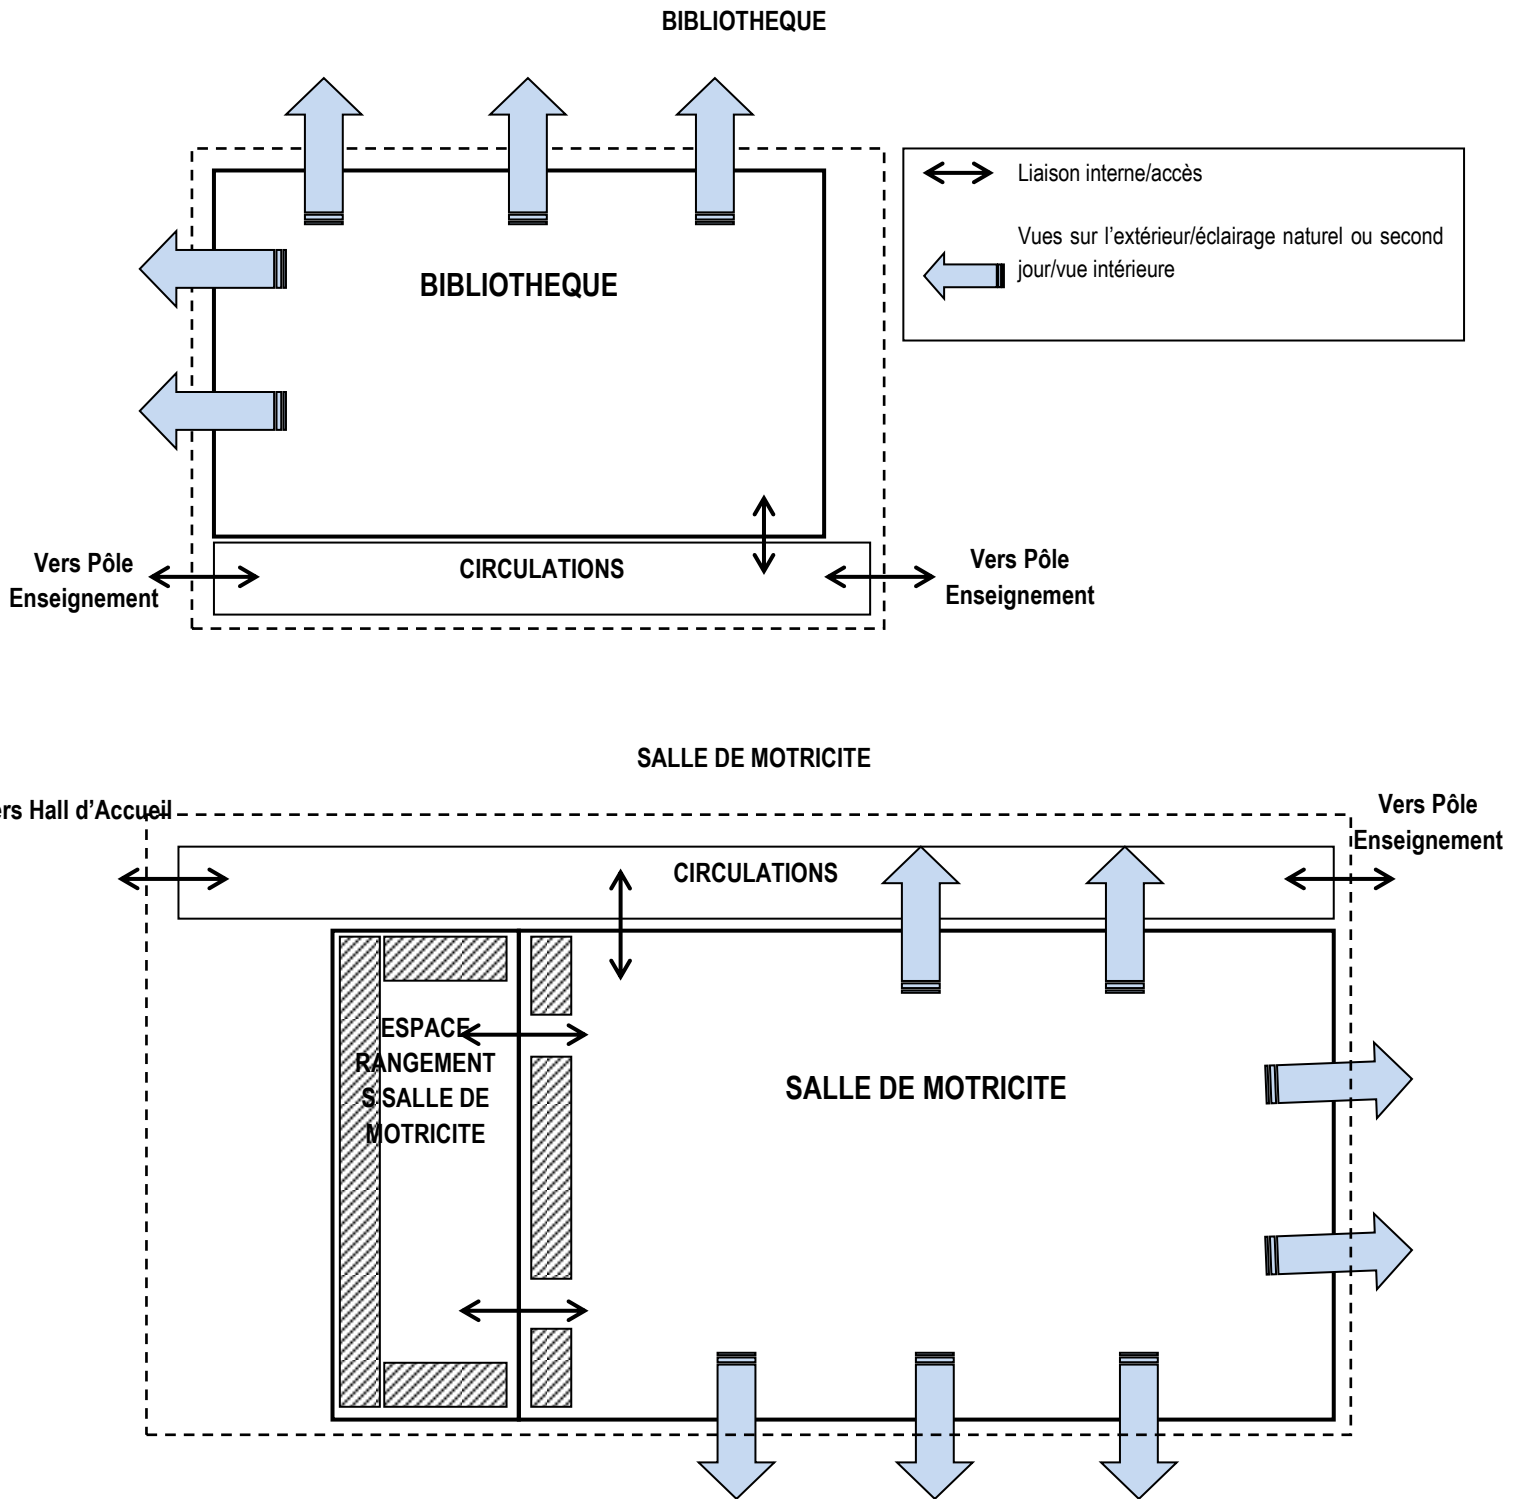 BIBLIOTHEQUE
Liaison interne/accès
Vues sur l'extérieur/éclairage naturel ou second
jour/vue intérieure
BIBLIOTHEQUE
Vers Pôle
Enseignement
CIRCULATIONS
Vers Pôle
Enseignement
SALLE DE MOTRICITE
ers Hall d'Accueil
Vers Pôle
Enseignement
CIRCULATIONS
ESPACE
RANGEMENT
S SALLE DE
MOTRICITE
SALLE DE MOTRICITE